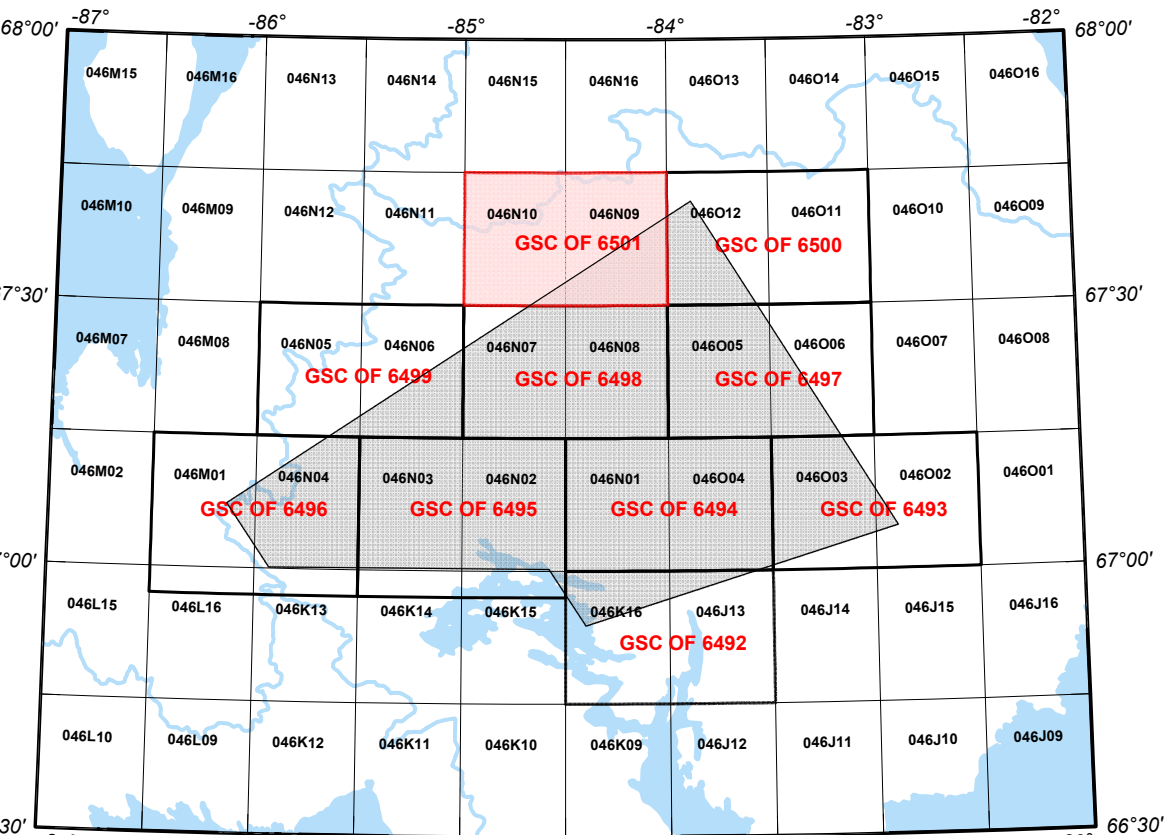 -87° -86° -85° -84° -83° -82°
68°00' 68°00'
046M15 046M16 046N13 046N14 046N15 046N16 046O13 046O14 046O15 046O16
046M10 046M09 046N12 046N11 046N10 046N09 046O12 046O11 046O10 046O09
GSC OF 6501 GSC OF 6500
7°30' 67°30'
046M07 046M08 046N05 046N06 046N07 046N08 046O05 046O06 046O07 046O08
GSC OF 6499 GSC OF 6498 GSC OF 6497
046M02 046M01 046N04 046N03 046N02 046N01 046O04 046O03 046O02 046O01
GSC OF 6496 GSC OF 6495 GSC OF 6494 GSC OF 6493
7°00' 67°00'
046L15 046L16 046K13 046K14 046K15 046K16 046J13 046J14 046J15 046J16
GSC OF 6492
046L10 046L09 046K12 046K11 046K10 046K09 046J12 046J11 046J10 046J09
30' 66°30'